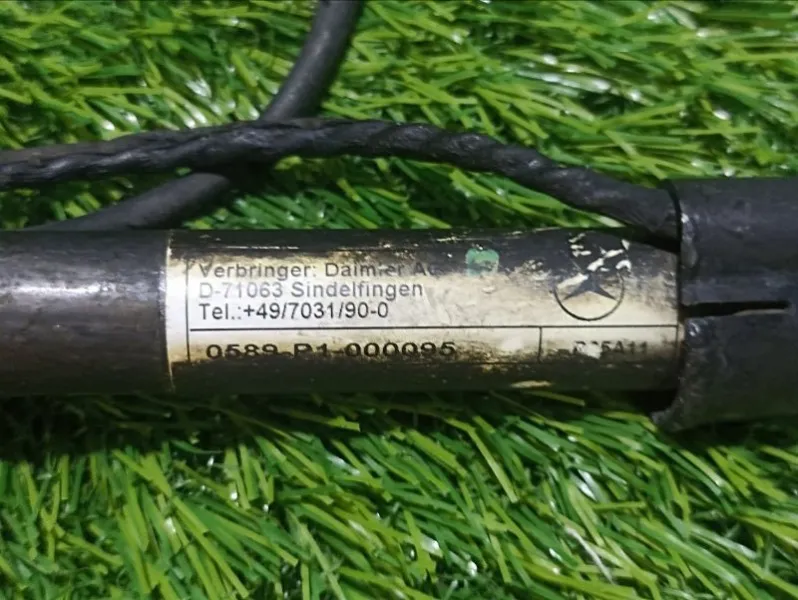 Verbringer: Daimler AG
D-71063 Sindelfingen
Tel.:+49/7031/90-0
0589-P1-000095